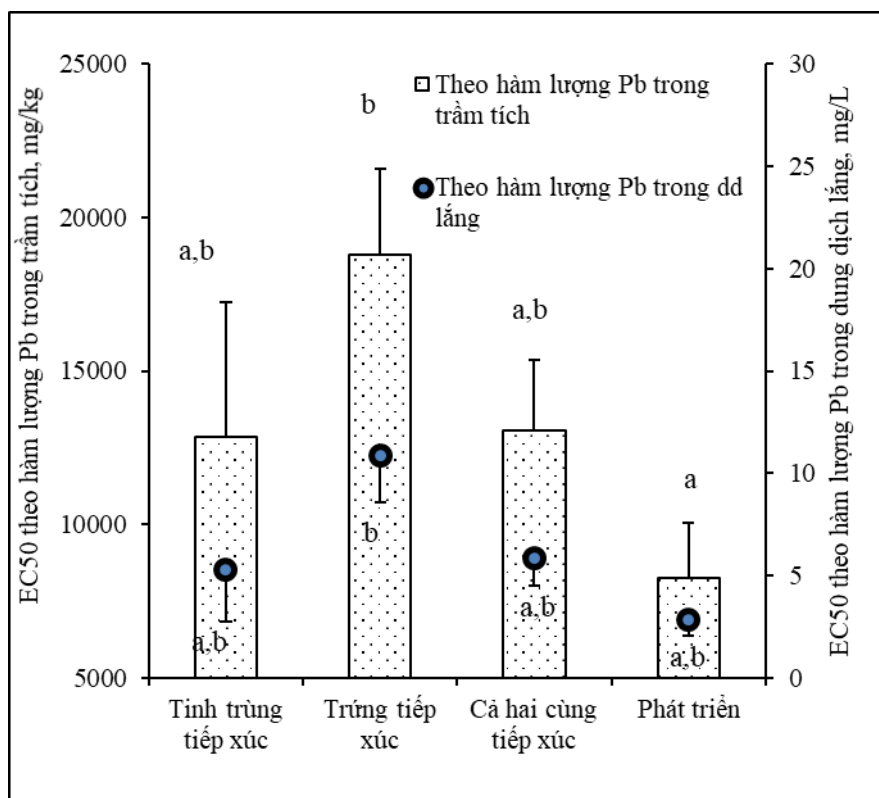 25000
20000
15000
10000
5000
EC50 theo hàm lượng Pb trong trầm tích, mg/kg
30
25
20
15
10
5
0
EC50 theo hàm lượng Pb trong dung dịch lắng, mg/L
Theo hàm lượng Pb trong
trầm tích
Theo hàm lượng Pb trong dd
lắng
a,b
b
a,b
a
a,b
b
a,b
a,b
Tinh trùng
tiếp xúc
Trứng tiếp
xúc
Cả hai cùng
tiếp xúc
Phát triển